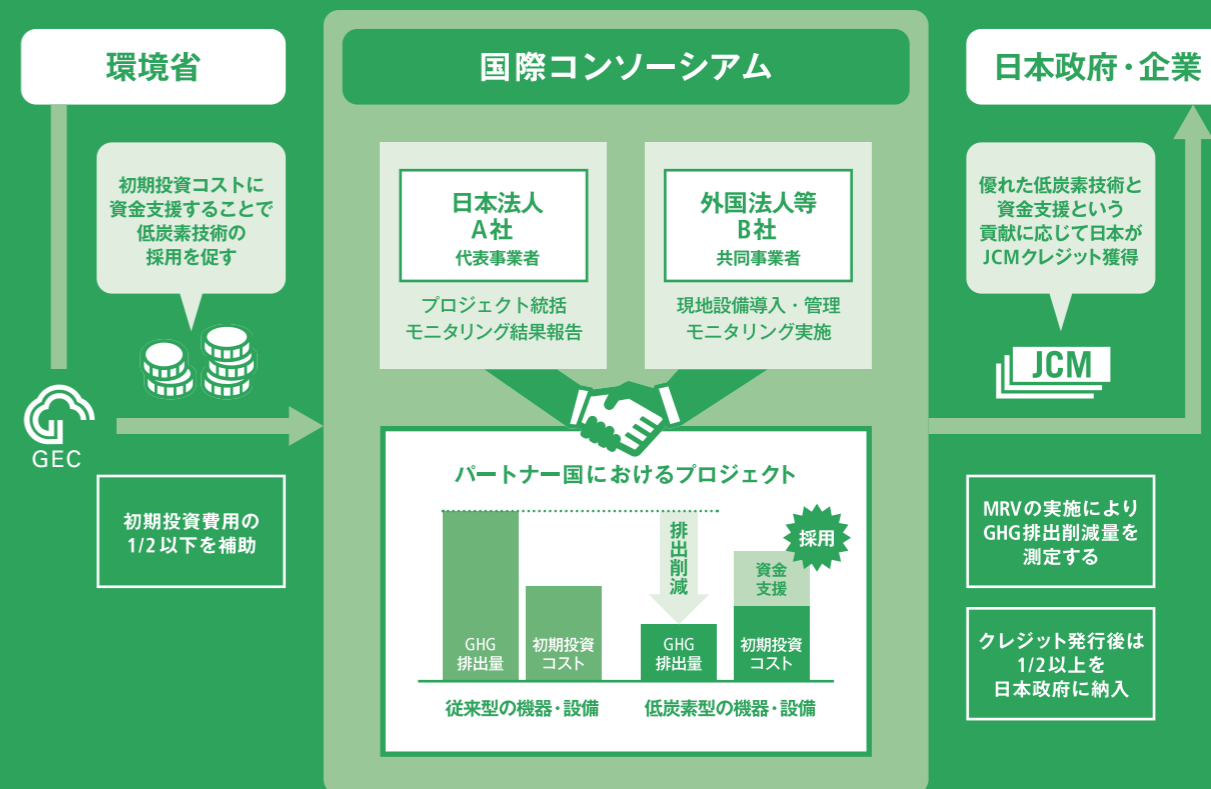 環境省
初期投資コストに
資金支援することで
低炭素技術の
採用を促す
GEC
初期投資費用の
1/2以下を補助
国際コンソーシアム
日本法人
A社
代表事業者
プロジェクト統括
モニタリング結果報告
外国法人等
B社
共同事業者
現地設備導入・管理
モニタリング実施
パートナー国におけるプロジェクト
GHG
排出量
初期投資
コスト
従来型の機器・設備
排出削減
GHG
排出量
採用
資金
支援
初期投資
コスト
低炭素型の機器・設備
日本政府・企業
優れた低炭素技術と
資金支援という
貢献に応じて日本が
JCMクレジット獲得
JCM
MRVの実施により
GHG排出削減量を
測定する
クレジット発行後は
1/2以上を
日本政府に納入